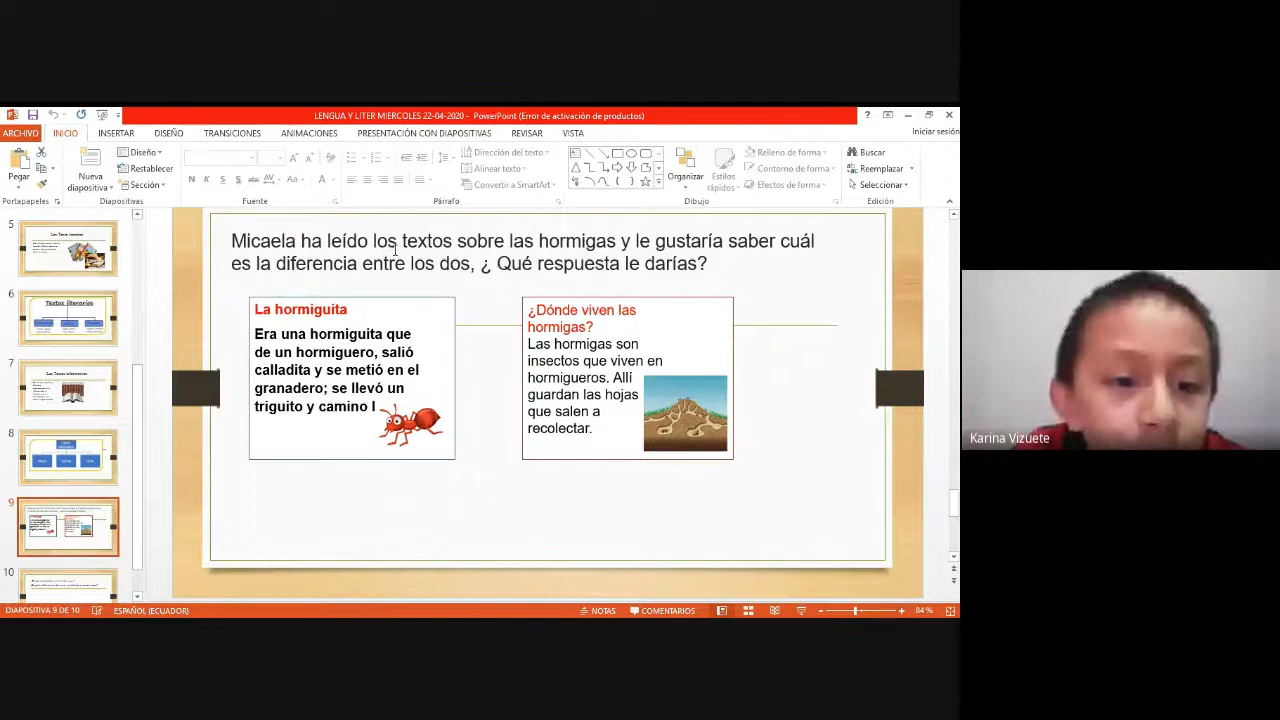 LENGUA Y LITER MIERCOLES 22-04-2020 - PowerPoint (Error de activación de productos)
ARCHIVO INICIO INSERTAR DISEÑO TRANSICIONES ANIMACIONES PRESENTACIÓN CON DIAPOSITIVAS REVISAR VISTA Iniciar sesión
Pegar
Nueva diapositiva
Diseño
Restablecer
Sección
Dirección del texto
Alinear texto
Convertir a SmartArt
Organizar
Estilos rápidos
Relleno de forma
Contorno de forma
Efectos de forma
Buscar
Reemplazar
Seleccionar
Portapapeles Diapositivas Fuente Párrafo Dibujo Edición
5
6
Textos literarios
7
8
9
10
Micaela ha leído los textos sobre las hormigas y le gustaría saber cuál
es la diferencia entre los dos, ¿ Qué respuesta le darías?
La hormiguita
Era una hormiguita que
de un hormiguero, salió
calladita y se metió en el
granadero; se llevó un
triguito y camino l
¿Dónde viven las
hormigas?
Las hormigas son
insectos que viven en
hormigueros. Allí
guardan las hojas
que salen a
recolectar.
Karina Vizuete
DIAPOSITIVA 9 DE 10 ESPAÑOL (ECUADOR) NOTAS COMENTARIOS 84 %